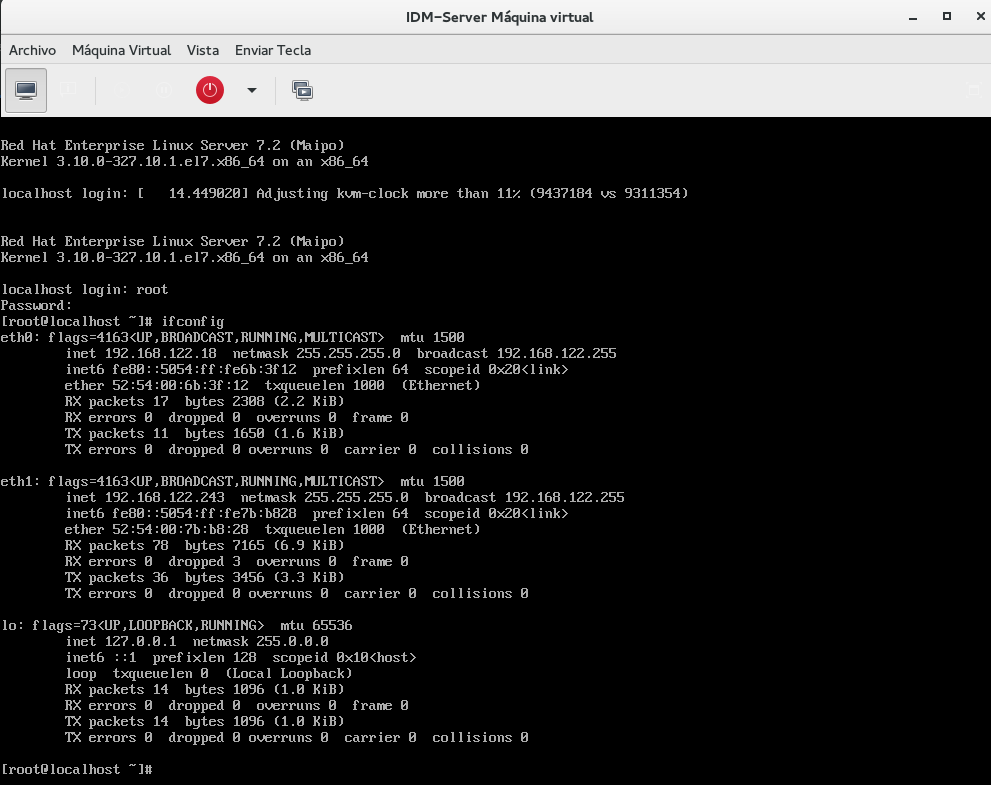 IDM-Server Máquina virtual
Archivo Máquina Virtual Vista Enviar Tecla
Red Hat Enterprise Linux Server 7.2 (Maipo)
Kernel 3.10.0-327.10.1.el7.x86_64 on an x86_64
localhost login: [   14.449020] Adjusting kvm-clock more than 11% (9437184 vs 9311354)
Red Hat Enterprise Linux Server 7.2 (Maipo)
Kernel 3.10.0-327.10.1.el7.x86_64 on an x86_64
localhost login: root
Password:
[root@localhost ~]# ifconfig
eth0: flags=4163<UP,BROADCAST,RUNNING,MULTICAST>  mtu 1500
        inet 192.168.122.18  netmask 255.255.255.0  broadcast 192.168.122.255
        inet6 fe80::5054:ff:fe6b:3f12  prefixlen 64  scopeid 0x20<link>
        ether 52:54:00:6b:3f:12  txqueuelen 1000  (Ethernet)
        RX packets 17  bytes 2308 (2.2 KiB)
        RX errors 0  dropped 0  overruns 0  frame 0
        TX packets 11  bytes 1650 (1.6 KiB)
        TX errors 0  dropped 0 overruns 0  carrier 0  collisions 0
eth1: flags=4163<UP,BROADCAST,RUNNING,MULTICAST>  mtu 1500
        inet 192.168.122.243  netmask 255.255.255.0  broadcast 192.168.122.255
        inet6 fe80::5054:ff:fe7b:b828  prefixlen 64  scopeid 0x20<link>
        ether 52:54:00:7b:b8:28  txqueuelen 1000  (Ethernet)
        RX packets 78  bytes 7165 (6.9 KiB)
        RX errors 0  dropped 3  overruns 0  frame 0
        TX packets 36  bytes 3456 (3.3 KiB)
        TX errors 0  dropped 0 overruns 0  carrier 0  collisions 0
lo: flags=73<UP,LOOPBACK,RUNNING>  mtu 65536
        inet 127.0.0.1  netmask 255.0.0.0
        inet6 ::1  prefixlen 128  scopeid 0x10<host>
        loop  txqueuelen 0  (Local Loopback)
        RX packets 14  bytes 1096 (1.0 KiB)
        RX errors 0  dropped 0  overruns 0  frame 0
        TX packets 14  bytes 1096 (1.0 KiB)
        TX errors 0  dropped 0 overruns 0  carrier 0  collisions 0
[root@localhost ~]#